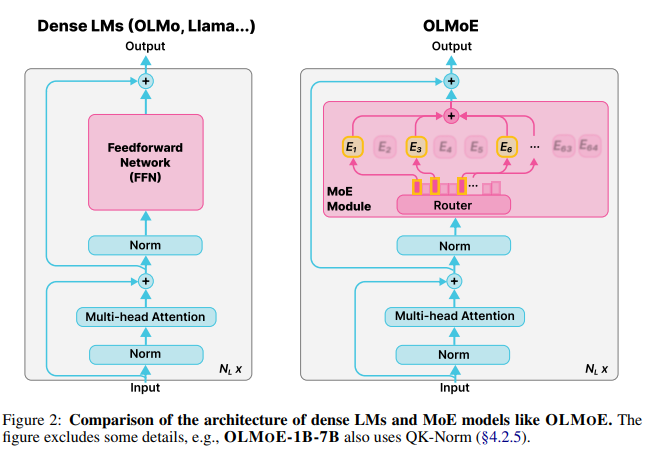 Dense LMs (OLMo, Llama...)
Output
+
Feedforward
Network
(FFN)
Norm
+
Multi-head Attention
Norm
N_L x
Input
OLMoE
Output
+
+
E₁ E₂ E₃ E₄ E₅ E₆ ... E₆₃ E₆₄
...
MoE
Module
Router
Norm
+
Multi-head Attention
Norm
N_L x
Input
Figure 2: Comparison of the architecture of dense LMs and MoE models like OLMOE. The
figure excludes some details, e.g., OLMOE-1B-7B also uses QK-Norm (§4.2.5).